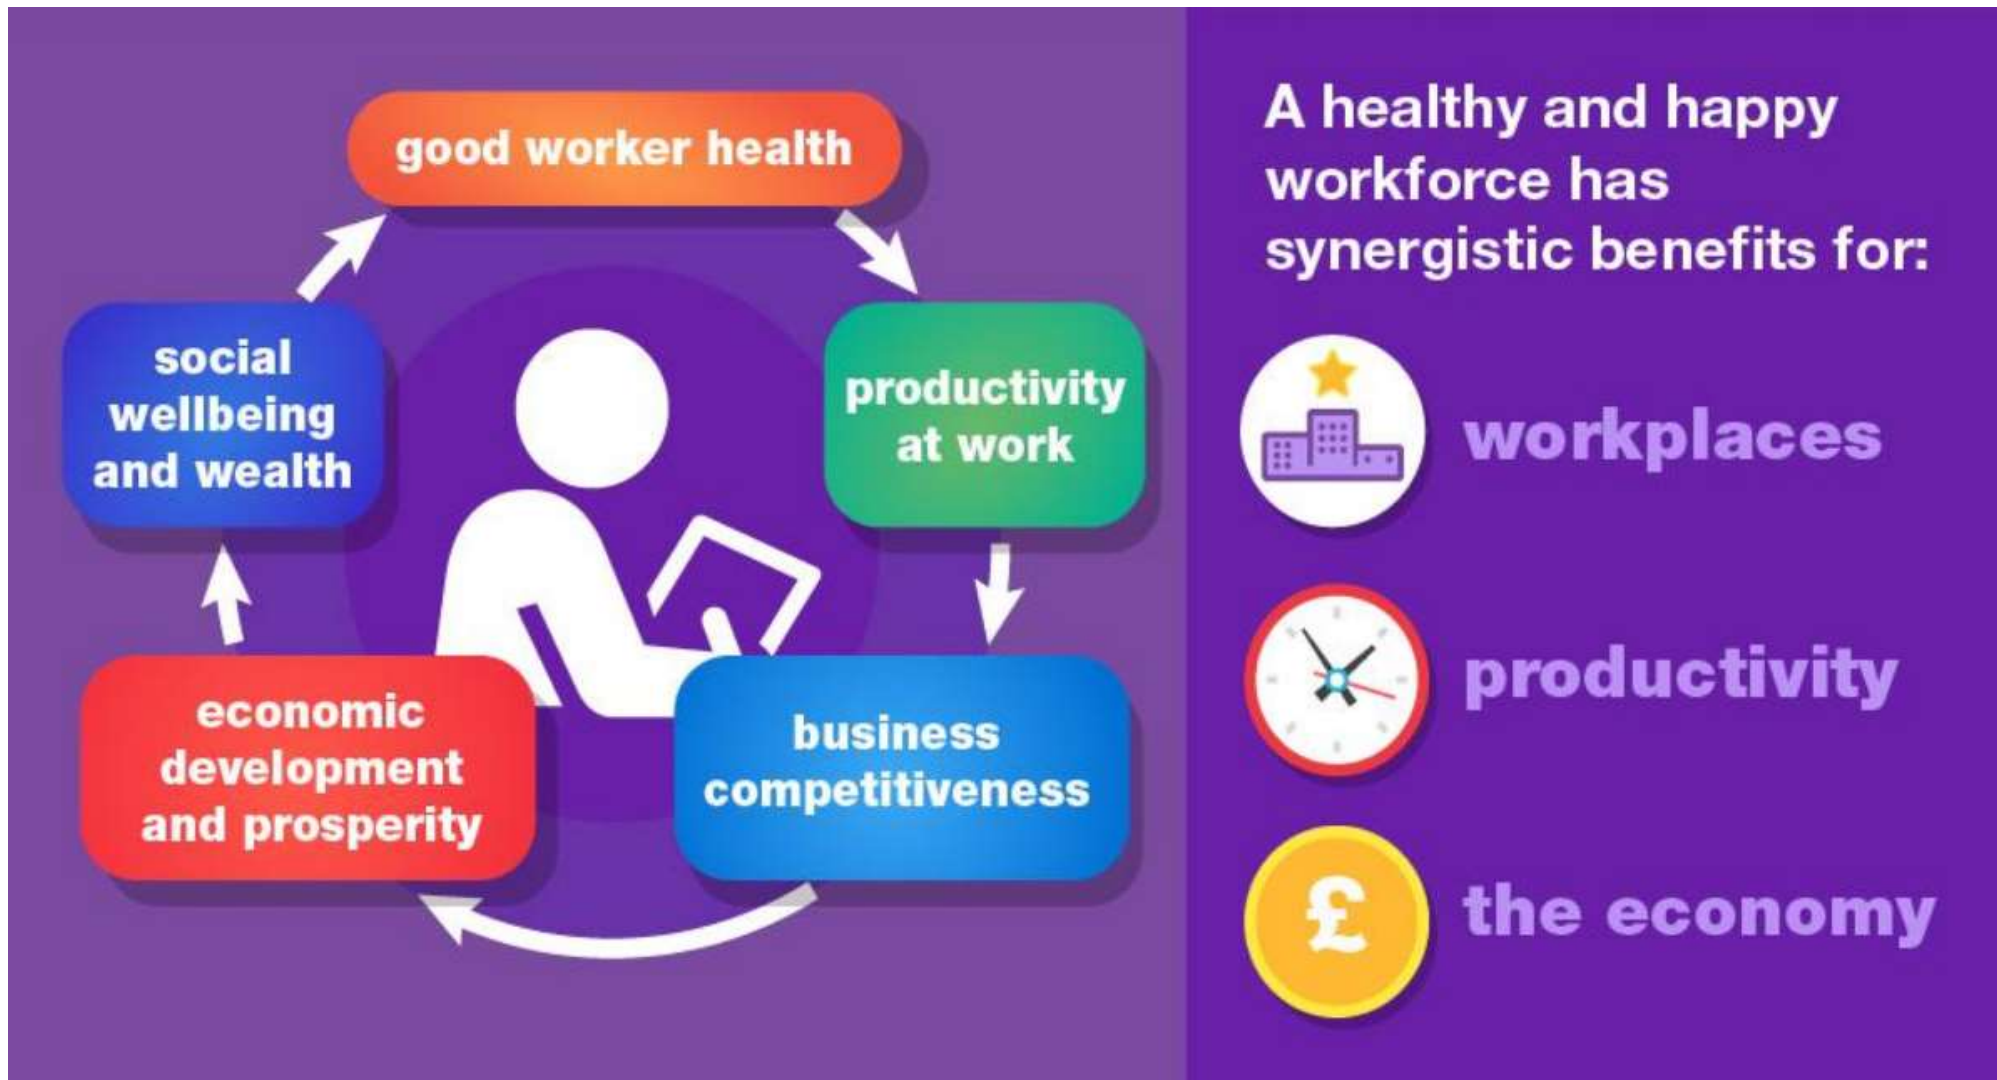 good worker health
social
wellbeing
and wealth
productivity
at work
economic
development
and prosperity
business
competitiveness
A healthy and happy
workforce has
synergistic benefits for:
workplaces
productivity
£
the economy